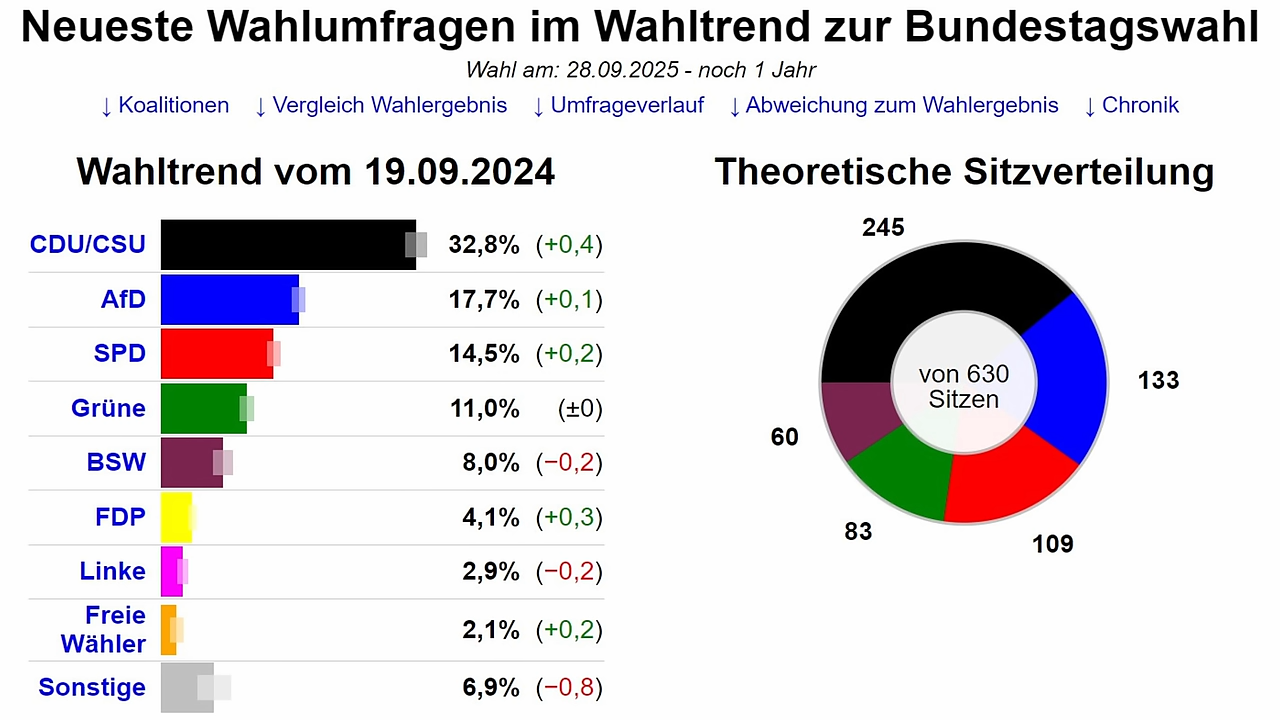 Neueste Wahlumfragen im Wahltrend zur Bundestagswahl
Wahl am: 28.09.2025 - noch 1 Jahr
↓ Koalitionen ↓ Vergleich Wahlergebnis ↓ Umfrageverlauf ↓ Abweichung zum Wahlergebnis ↓ Chronik
Wahltrend vom 19.09.2024
CDU/CSU 32,8% (+0,4)
AfD 17,7% (+0,1)
SPD 14,5% (+0,2)
Grüne 11,0% (±0)
BSW 8,0% (−0,2)
FDP 4,1% (+0,3)
Linke 2,9% (−0,2)
Freie
Wähler 2,1% (+0,2)
Sonstige 6,9% (−0,8)
Theoretische Sitzverteilung
245
133
von 630
Sitzen
60
83
109